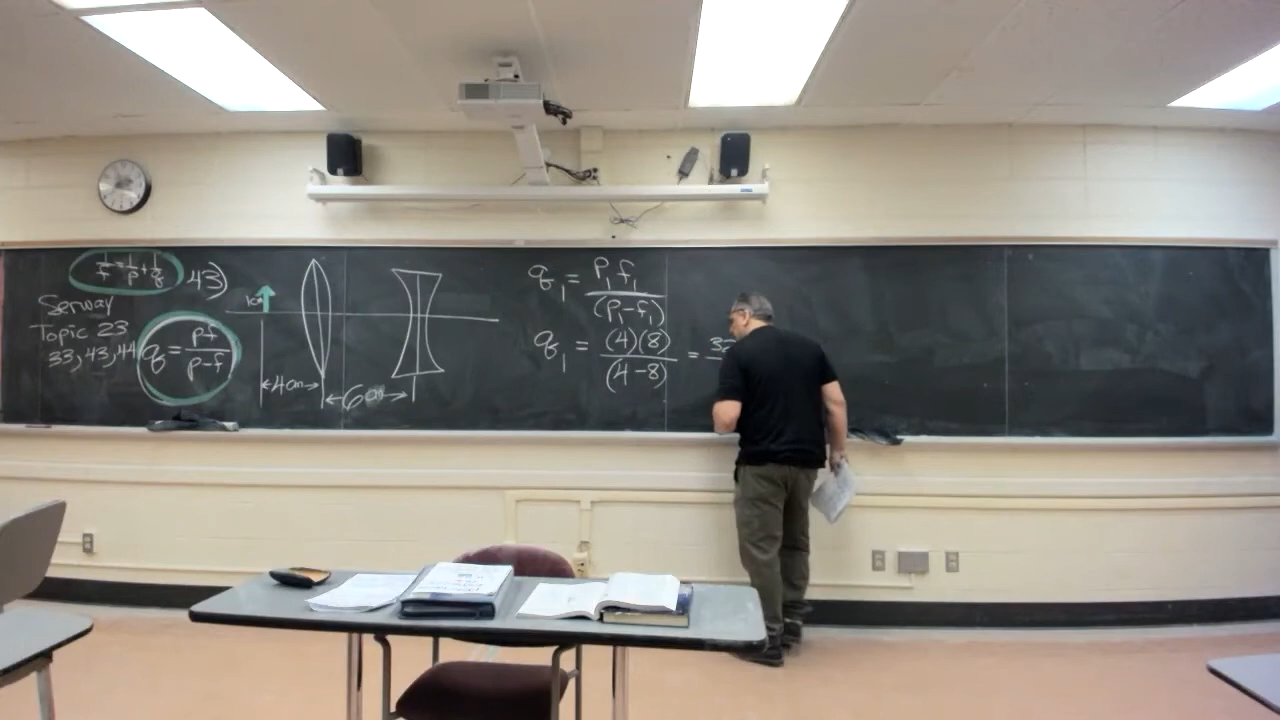 1/f = 1/p + 1/q
Serway
Topic 23
33, 43, 44
q = pf/p-f
43)
←4cm→
←6cm→
q₁ = P₁f₁/(P₁-f₁)
q₁ = (4)(8)/(4-8) = 32